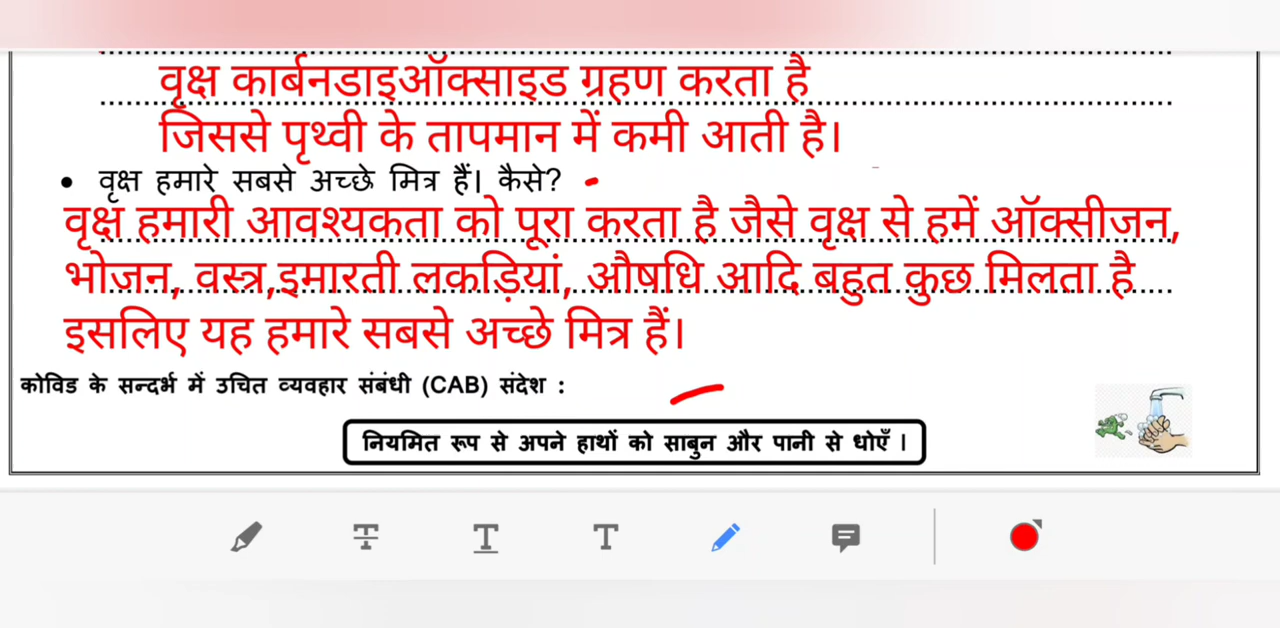 वृक्ष कार्बनडाइऑक्साइड ग्रहण करता है
जिससे पृथ्वी के तापमान में कमी आती है।
• वृक्ष हमारे सबसे अच्छे मित्र हैं। कैसे?
वृक्ष हमारी आवश्यकता को पूरा करता है जैसे वृक्ष से हमें ऑक्सीजन,
भोजन, वस्त्र,इमारती लकड़ियां, औषधि आदि बहुत कुछ मिलता है
इसलिए यह हमारे सबसे अच्छे मित्र हैं।
कोविड के सन्दर्भ में उचित व्यवहार संबंधी (CAB) संदेश :
नियमित रूप से अपने हाथों को साबुन और पानी से धोएँ ।